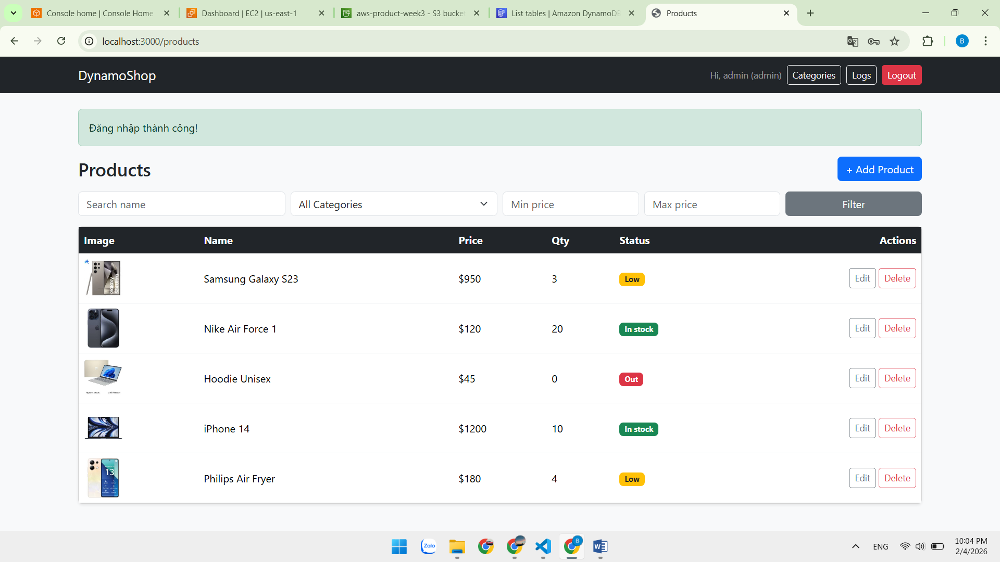 Console home | Console Home
Dashboard | EC2 | us-east-1
aws-product-week3 - S3 bucke
List tables | Amazon DynamoDB
Products
localhost:3000/products
B
DynamoShop
Hi, admin (admin)
Categories
Logs
Logout
Đăng nhập thành công!
Products
+ Add Product
Search name
All Categories
Min price
Max price
Filter
Image Name Price Qty Status Actions
Samsung Galaxy S23 $950 3 Low Edit Delete
Nike Air Force 1 $120 20 In stock Edit Delete
Hoodie Unisex $45 0 Out Edit Delete
iPhone 14 $1200 10 In stock Edit Delete
13
Philips Air Fryer $180 4 Low Edit Delete
Zalo
B
ENG
10:04 PM
2/4/2026